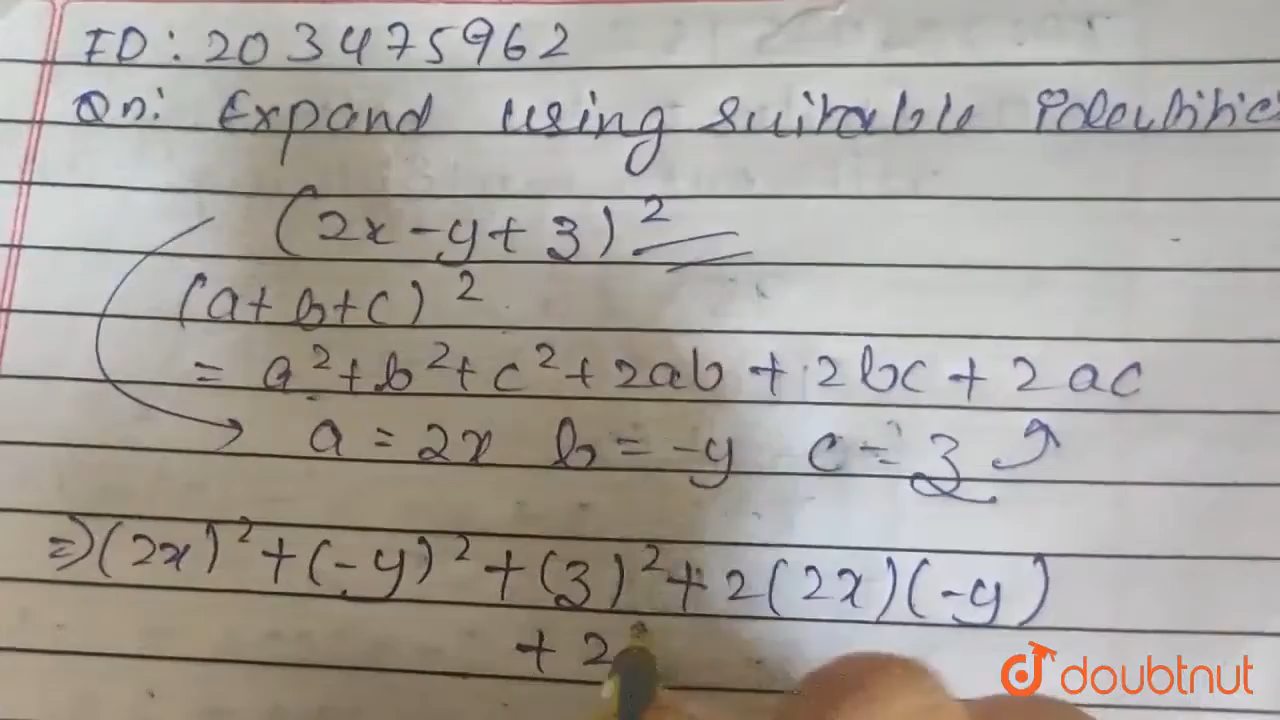 ID: 203475962
Qn: Expand using suitable
(2x-y+3)²
(a+b+c)²
= a²+b²+c²+2ab+2bc+2ac
a=2x b=-y c=3
⇒(2x)²+(-y)²+(3)²+2(2x)(-y)
+2
doubtnut